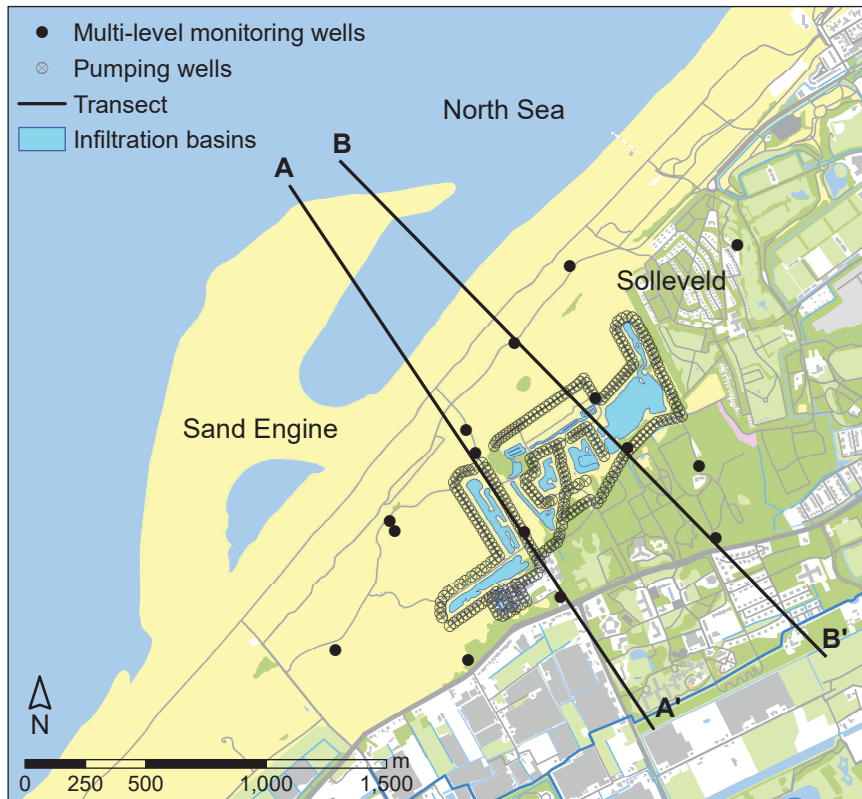 Multi-level monitoring wells
Pumping wells
Transect
Infiltration basins
North Sea
B
A
Solleveld
Sand Engine
B'
A'
N
m
0 250 500 1,000 1,500